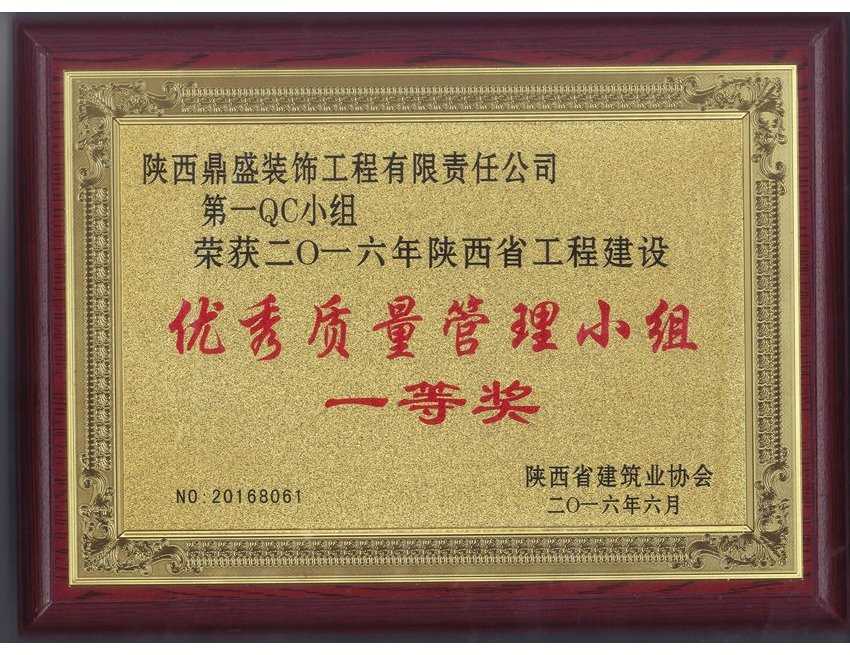 陕西鼎盛装饰工程有限责任公司
第一QC小组
荣获二〇一六年陕西省工程建设
优秀质量管理小组
一等奖
陕西省建筑业协会
NO:20168061
二〇一六年六月